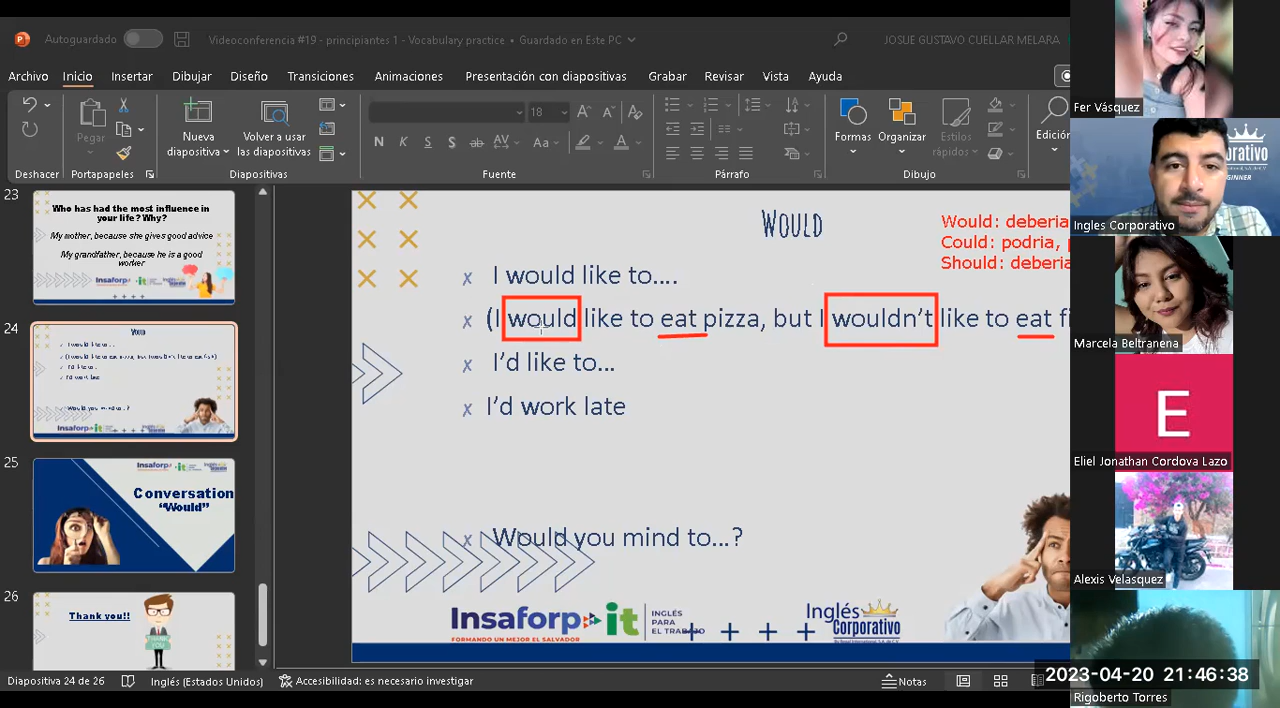 Autoguardado
Videoconferencia #19 - principiantes 1 - Vocabulary practice • Guardado en Este PC
JOSUE GUSTAVO CUELLAR MELARA
Archivo Inicio Insertar Dibujar Diseño Transiciones Animaciones Presentación con diapositivas Grabar Revisar Vista Ayuda
18
Pegar
Nueva diapositiva
Volver a usar las diapositivas
N K S S ab AV Aa A
Formas
Organizar
Estilos rápidos
Edición
Deshacer Portapapeles Diapositivas Fuente Párrafo Dibujo
23
Who has had the most influence in
your life? Why?
My mother, because she gives good advice
My grandfather, because he is a good
worker
24
25
Conversation
"Would"
26
Thank you!!
Would
Would: deberia
Could: podria,
Should: deberia
I would like to....
(I would like to eat pizza, but I wouldn't like to eat
I'd like to...
I'd work late
Would you mind to...?
Insaforp it
FORMANDO UN MEJOR EL SALVADOR
INGLÉS
PARA
EL TRABAJO
Inglés
Corporativo
Diapositiva 24 de 26
Inglés (Estados Unidos)
Accesibilidad: es necesario investigar
Notas
Fer Vásquez
Ingles Corporativo
Marcela Beltranena
E
Eliel Jonathan Cordova Lazo
Alexis Velasquez
2023-04-20 21:46:38
Rigoberto Torres